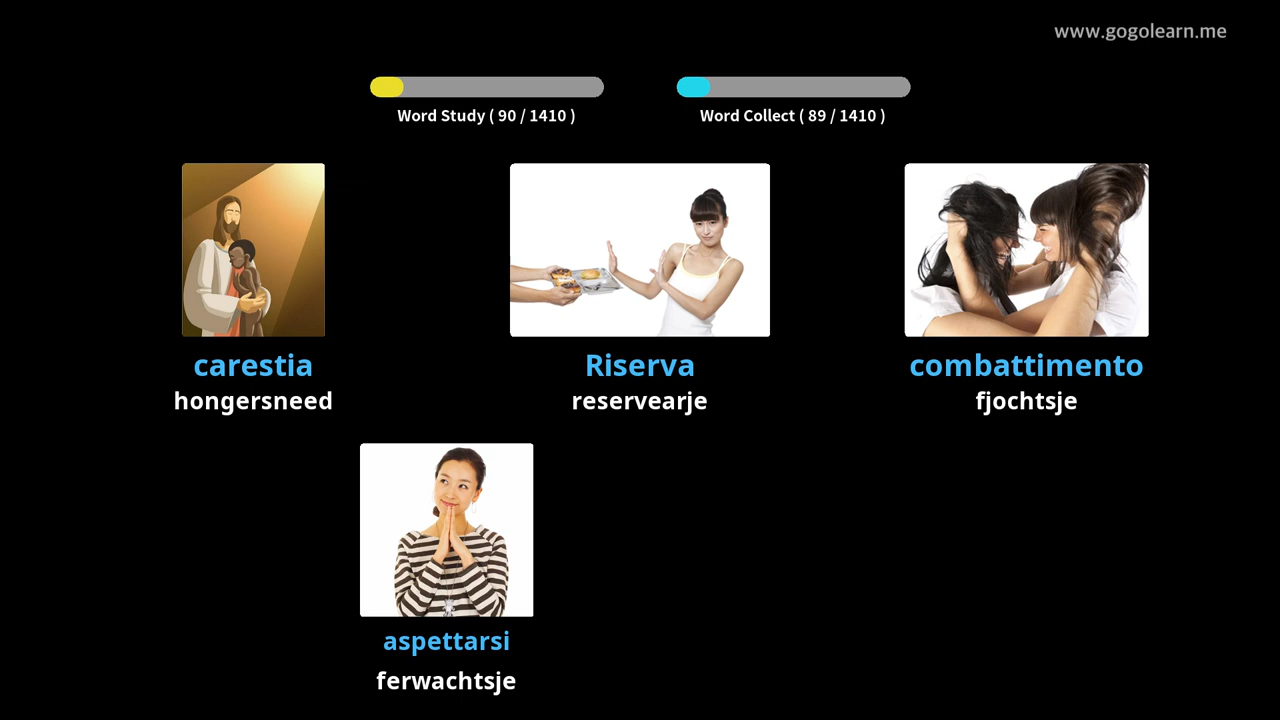 www.gogolearn.me
Word Study ( 90 / 1410 )
Word Collect ( 89 / 1410 )
carestia
hongersneed
Riserva
reservearje
combattimento
fjochtsje
aspettarsi
ferwachtsje